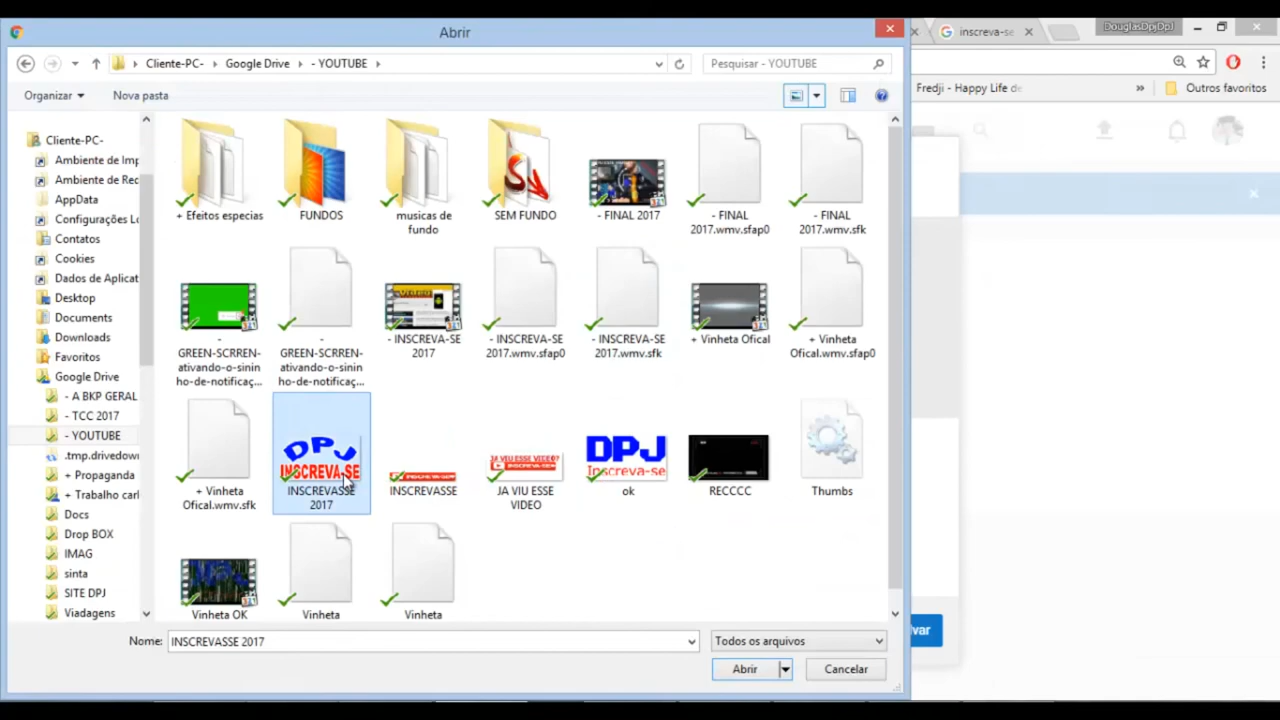 Abrir
inscreva-se
DouglasDpjDpJ
Cliente-PC-
Google Drive
- YOUTUBE
Pesquisar - YOUTUBE
Fredji - Happy Life
»
Outros favoritos
Organizar
Nova pasta
Cliente-PC-
Ambiente de Imp
Ambiente de Rec
AppData
Configurações Lo
Contatos
Cookies
Dados de Aplicat
Desktop
Documents
Downloads
Favoritos
Google Drive
- A BKP GERAL
- TCC 2017
- YOUTUBE
.tmp.drivedown
+ Propaganda
+ Trabalho carl
Docs
Drop BOX
IMAG
sinta
SITE DPJ
Viadagens
+ Efeitos especias
FUNDOS
musicas de
fundo
SEM FUNDO
- FINAL 2017
- FINAL
2017.wmv.sfap0
- FINAL
2017.wmv.sfk
-
GREEN-SCRREN-
ativando-o-sinin
ho-de-notificaç...
-
GREEN-SCRREN-
ativando-o-sinin
ho-de-notificaç...
- INSCREVA-SE
2017
- INSCREVA-SE
2017.wmv.sfap0
- INSCREVA-SE
2017.wmv.sfk
+ Vinheta Ofical
+ Vinheta
Ofical.wmv.sfap0
+ Vinheta
Ofical.wmv.sfk
DPJ
INSCREVA-SE
INSCREVASSE
2017
INSCREVASSE
JA VIU ESSE VIDEO?
JA VIU ESSE
VIDEO
DPJ
Inscreva-se
ok
RECCCC
Thumbs
Vinheta OK
Vinheta
Vinheta
Nome:
INSCREVASSE 2017
Todos os arquivos
Abrir
Cancelar
var